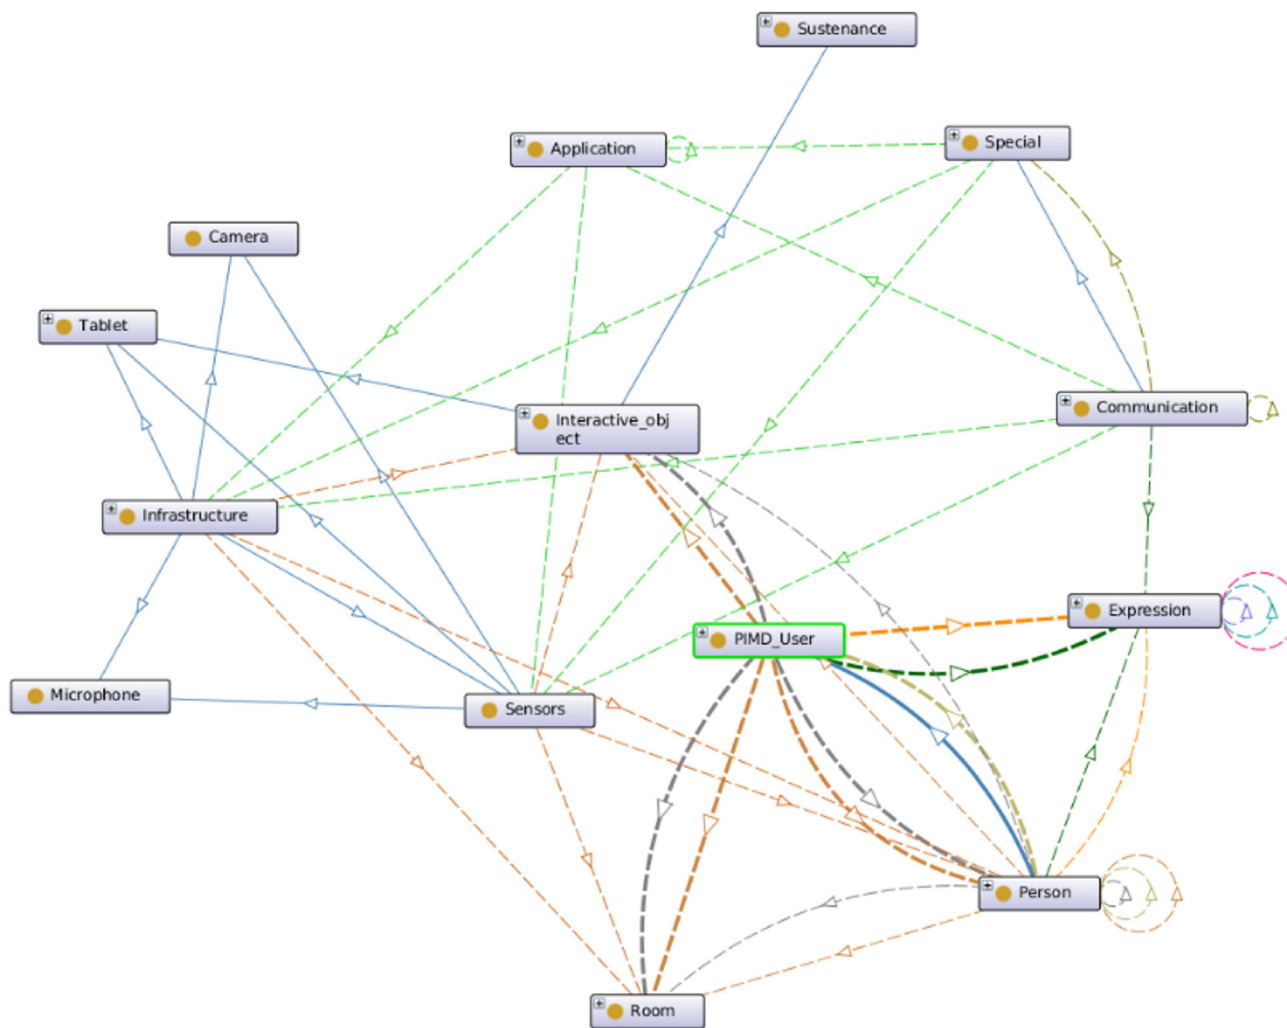 Sustenance
Application
Special
Camera
Tablet
Interactive_obj
ect
Communication
Infrastructure
Expression
PIMD_User
Microphone
Sensors
Person
Room